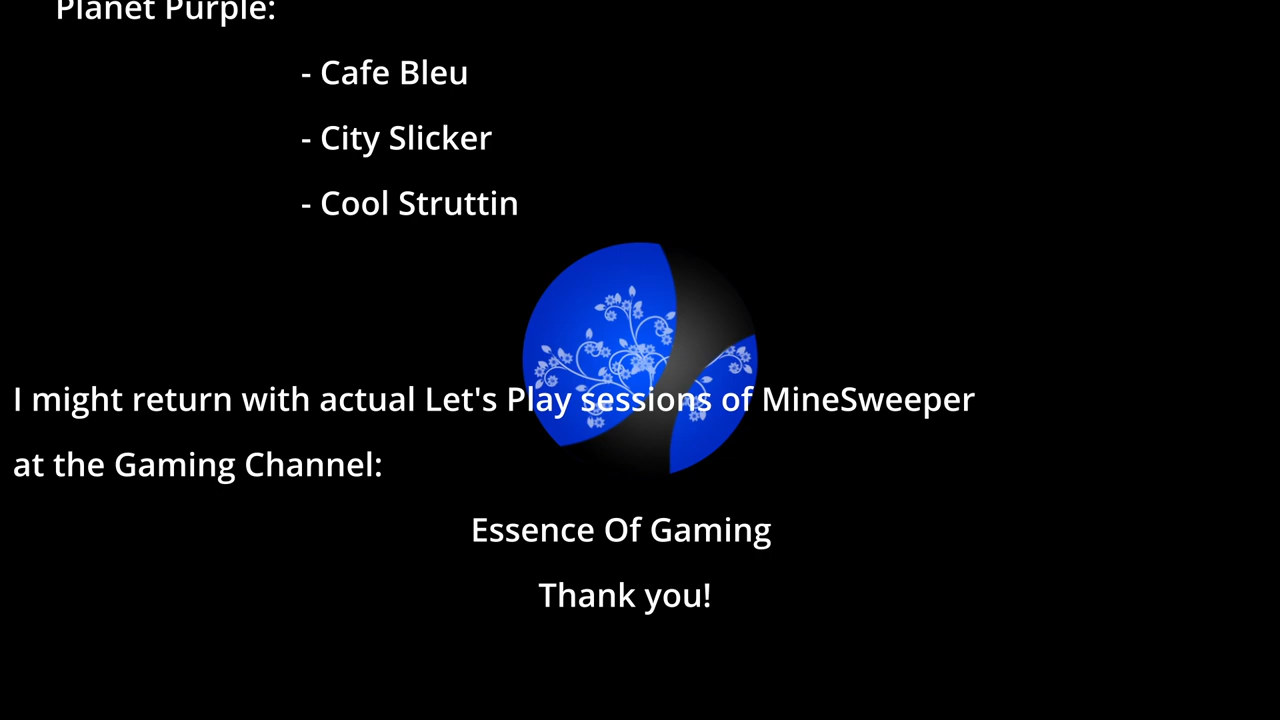 Planet Purple:
- Cafe Bleu
- City Slicker
- Cool Struttin
I might return with actual Let's Play sessions of MineSweeper
at the Gaming Channel:
Essence Of Gaming
Thank you!